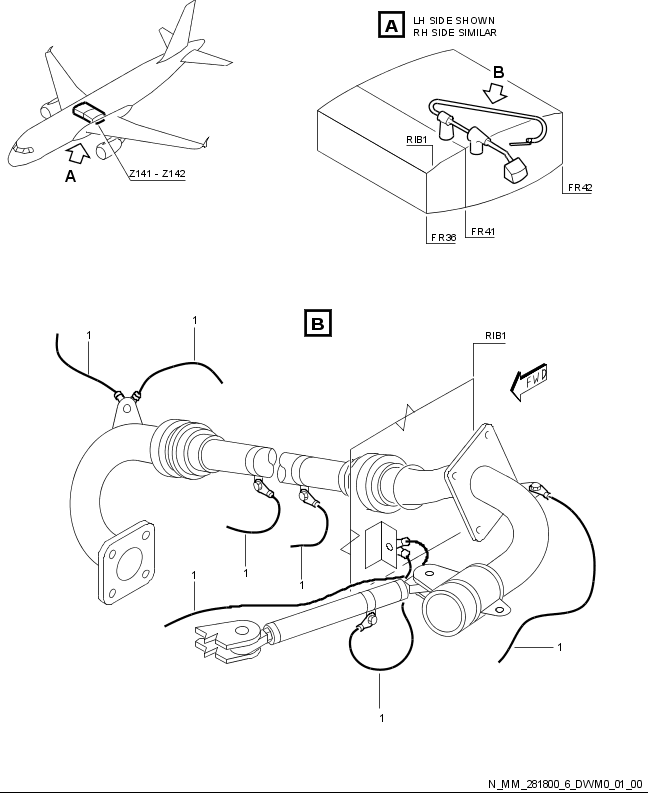 A
Z141 - Z142
A LH SIDE SHOWN
RH SIDE SIMILAR
B
RIB1
FR42
FR41
FR36
B
1
1
RIB1
FWD
1
1
1
1
1
N_MM_281800_6_DVVM0_01_00